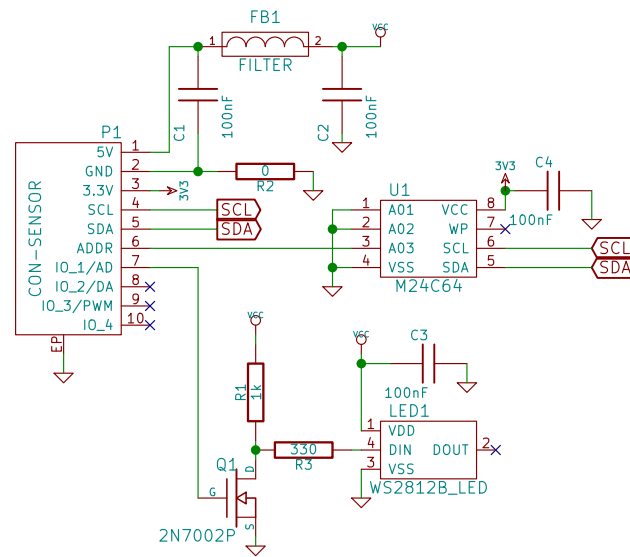 FB1
1 2
FILTER
VCC
C1
100nF
C2
100nF
P1
CON-SENSOR
5V 1
GND 2
3.3V 3
3V3
SCL 4
SCL
SDA 5
SDA
ADDR 6
IO_1/AD 7
IO_2/DA 8
IO_3/PWM 9
IO_4 10
EP
0
R2
U1
1 A01 VCC 8
2 A02 WP 7
3 A03 SCL 6
4 VSS SDA 5
M24C64
3V3
C4
100nF
SCL
SDA
VCC
R1
1k
330
R3
Q1
D
G
S
2N7002P
VCC
C3
100nF
LED1
1 VDD
4 DIN DOUT 2
3 VSS
WS2812B_LED